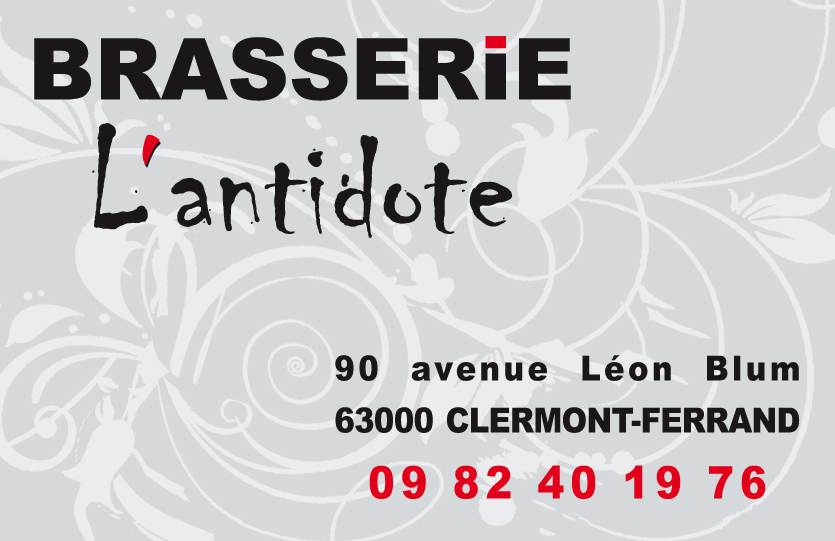 BRASSERiE
L'antidote
90 avenue Léon Blum
63000 CLERMONT-FERRAND
09 82 40 19 76